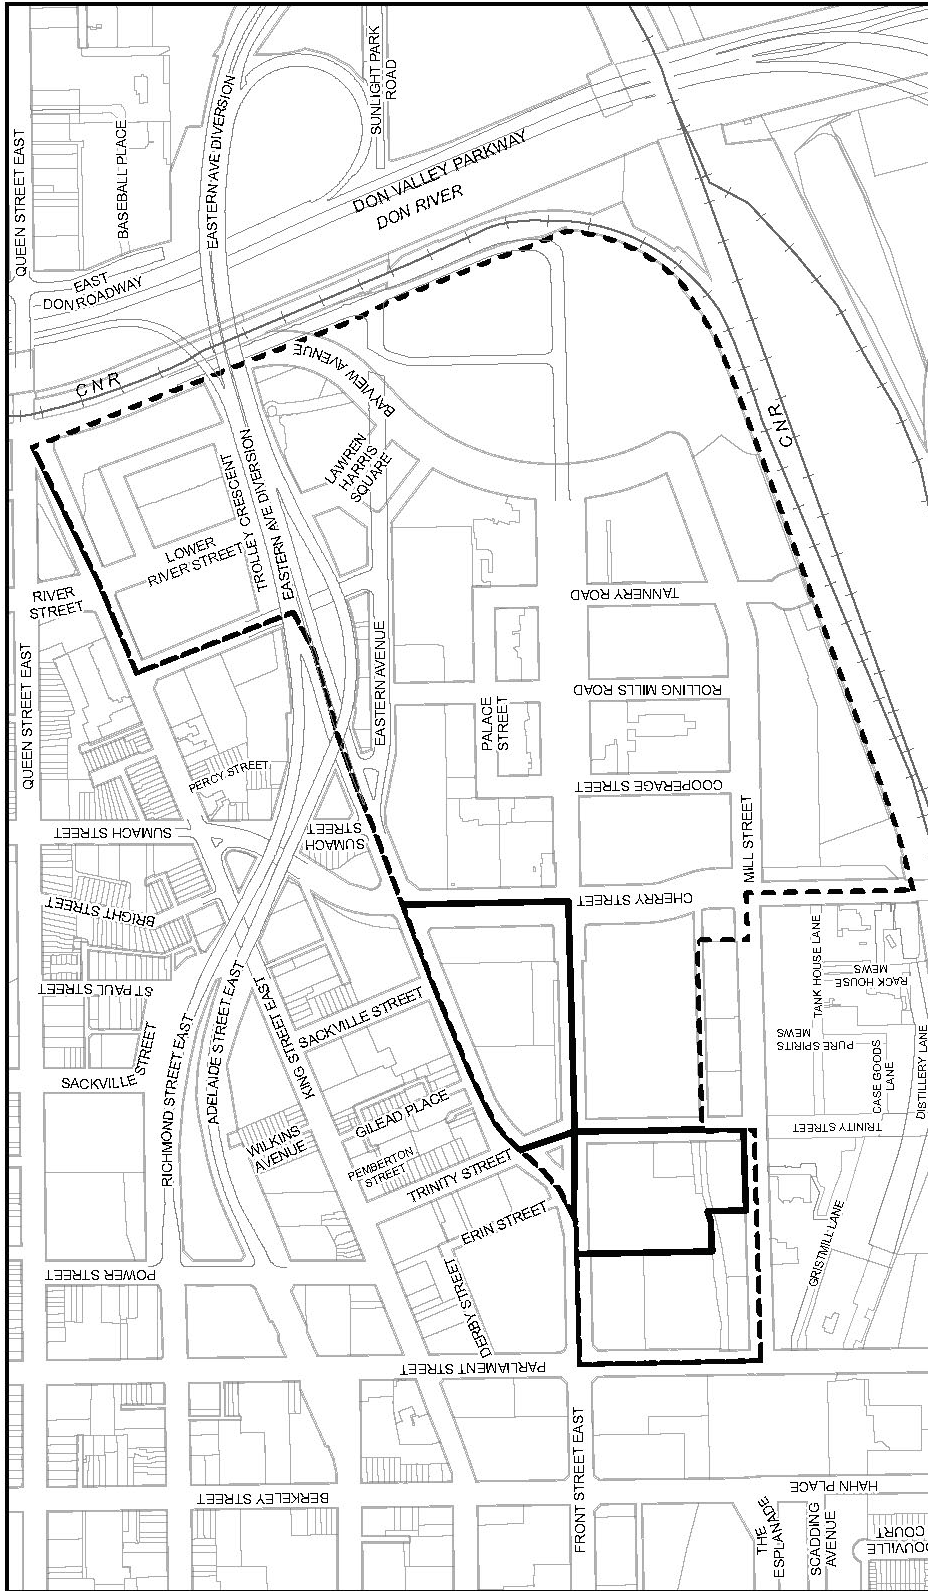 SUNLIGHT PARK
ROAD
EASTERN AVE DIVERSION
QUEEN STREET EAST
BASEBALL PLACE
DON VALLEY PARKWAY
DON RIVER
EAST
DON ROADWAY
CNR
BAYVIEW AVENUE
CNR
LAWREN
HARRIS
SQUARE
TROLLEY CRESCENT
EASTERN AVE DIVERSION
LOWER
RIVER STREET
RIVER
STREET
TANNERY ROAD
EASTERN AVENUE
QUEEN STREET EAST
ROLLING MILLS ROAD
PALACE
STREET
PERCY STREET
COOPERAGE STREET
SUMACH STREET
SUMACH
STREET
MILL STREET
CHERRY STREET
BRIGHT STREET
TANK HOUSE LANE
RACK HOUSE
MEWS
ST PAUL STREET
KING STREET EAST
SACKVILLE STREET
ADELAIDE STREET EAST
RICHMOND STREET EAST
SACKVILLE
STREET
PURE SPIRITS
MEWS
CASE GOODS
LANE
DISTILLERY LANE
GILEAD PLACE
WILKINS
AVENUE
TRINITY STREET
PEMBERTON
STREET
TRINITY STREET
ERIN STREET
GRISTMILL LANE
POWER STREET
DERBY STREET
PARLIAMENT STREET
FRONT STREET EAST
BERKELEY STREET
HAHN PLACE
THE
ESPLANADE
SCADDING
AVENUE
COURT